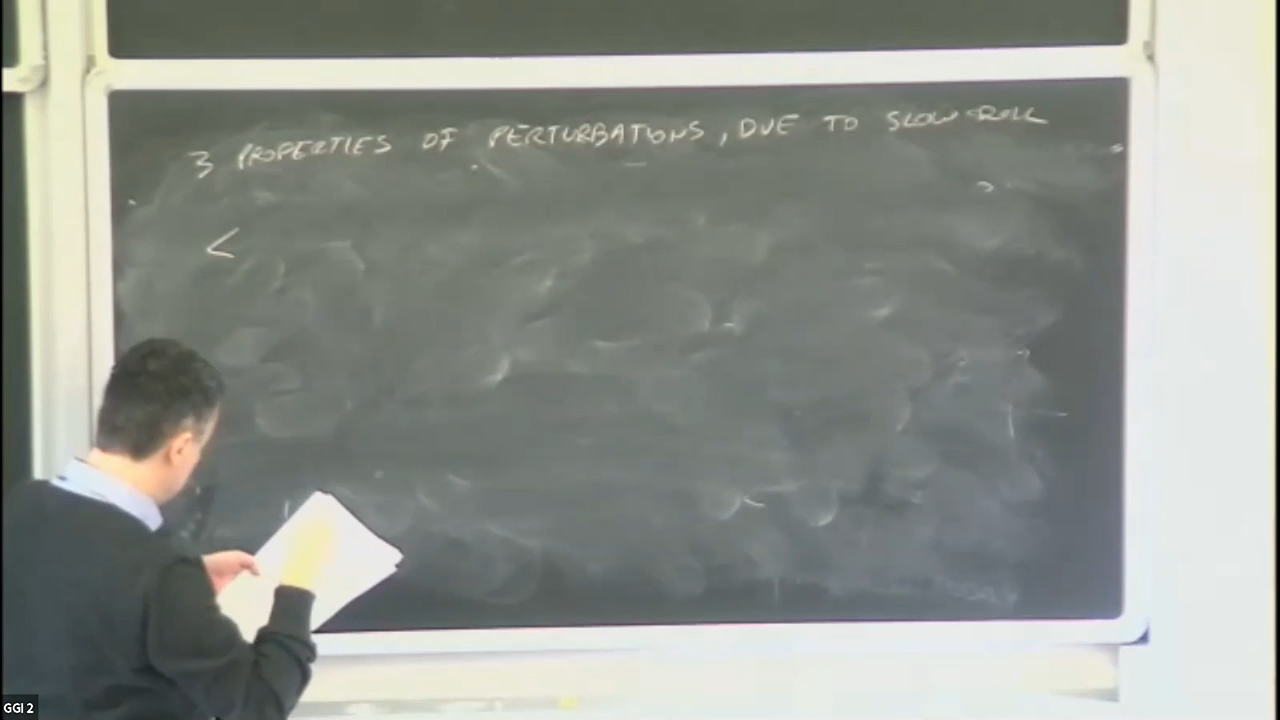 3 PROPERTIES OF PERTURBATIONS, DUE TO SLOW-ROLL
<
GGI 2